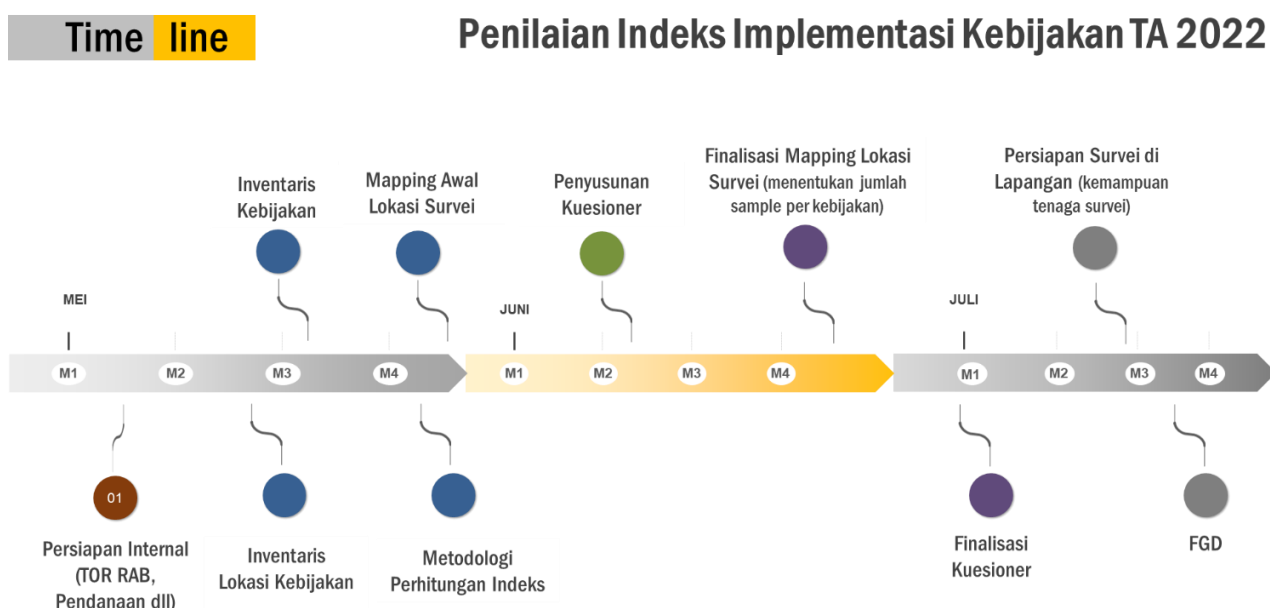 Time line
Penilaian Indeks Implementasi Kebijakan TA 2022
Inventaris
Kebijakan
Mapping Awal
Lokasi Survei
Penyusunan
Kuesioner
Finalisasi Mapping Lokasi
Survei (menentukan jumlah
sample per kebijakan)
Persiapan Survei di
Lapangan (kemampuan
tenaga survei)
MEI
JUNI
JULI
M1
M2
M3
M4
M1
M2
M3
M4
M1
M2
M3
M4
01
Persiapan Internal
(TOR RAB,
Pendanaan dll)
Inventaris
Lokasi Kebijakan
Metodologi
Perhitungan Indeks
Finalisasi
Kuesioner
FGD